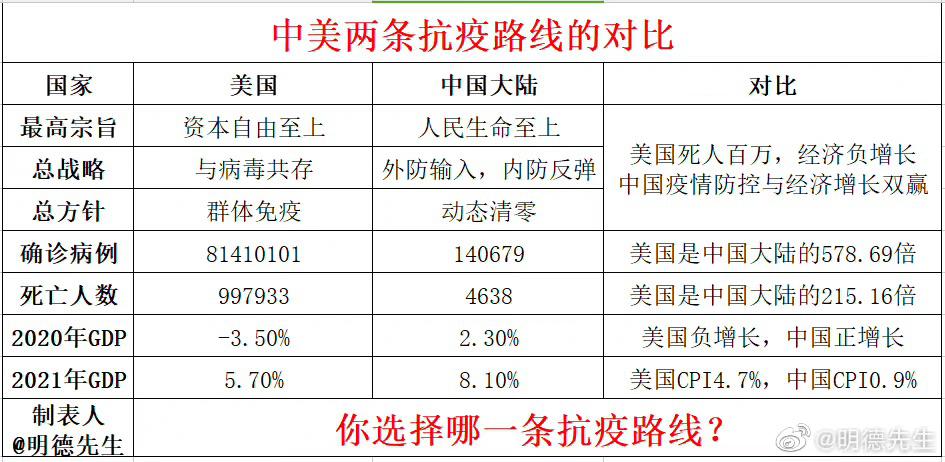 中美两条抗疫路线的对比
国家 美国 中国大陆 对比
最高宗旨 资本自由至上 人民生命至上
总战略 与病毒共存 外防输入，内防反弹
美国死人百万，经济负增长
中国疫情防控与经济增长双赢
总方针 群体免疫 动态清零
确诊病例 81410101 140679 美国是中国大陆的578.69倍
死亡人数 997933 4638 美国是中国大陆的215.16倍
2020年GDP -3.50% 2.30% 美国负增长，中国正增长
2021年GDP 5.70% 8.10% 美国CPI4.7%，中国CPI0.9%
制表人
@明德先生
你选择哪一条抗疫路线？
@明德先生